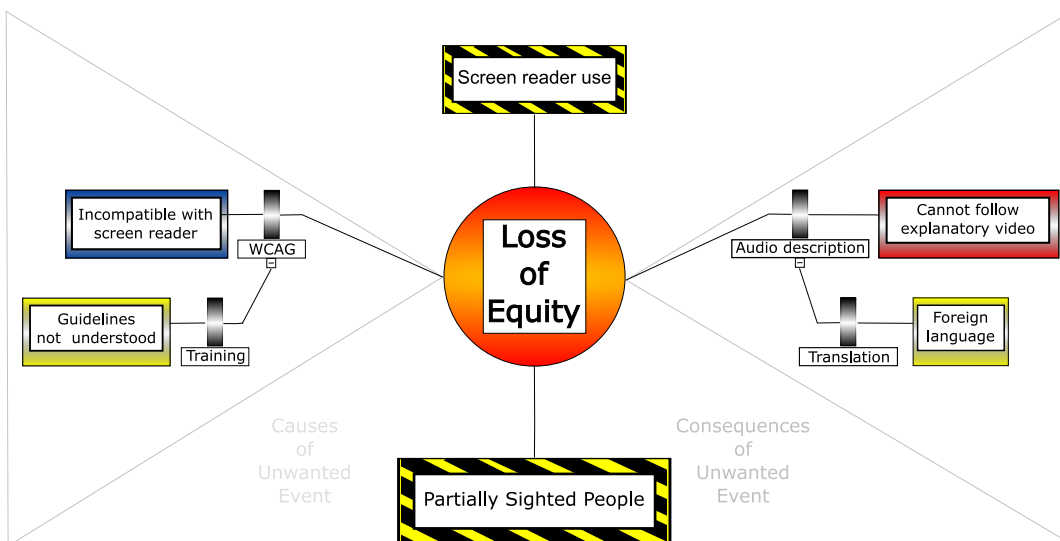 Screen reader use
Incompatible with
screen reader
WCAG
Guidelines
not understood
Training
Loss
of
Equity
Audio description
Cannot follow
explanatory video
Translation
Foreign
language
Causes
of
Unwanted
Event
Consequences
of
Unwanted
Event
Partially Sighted People